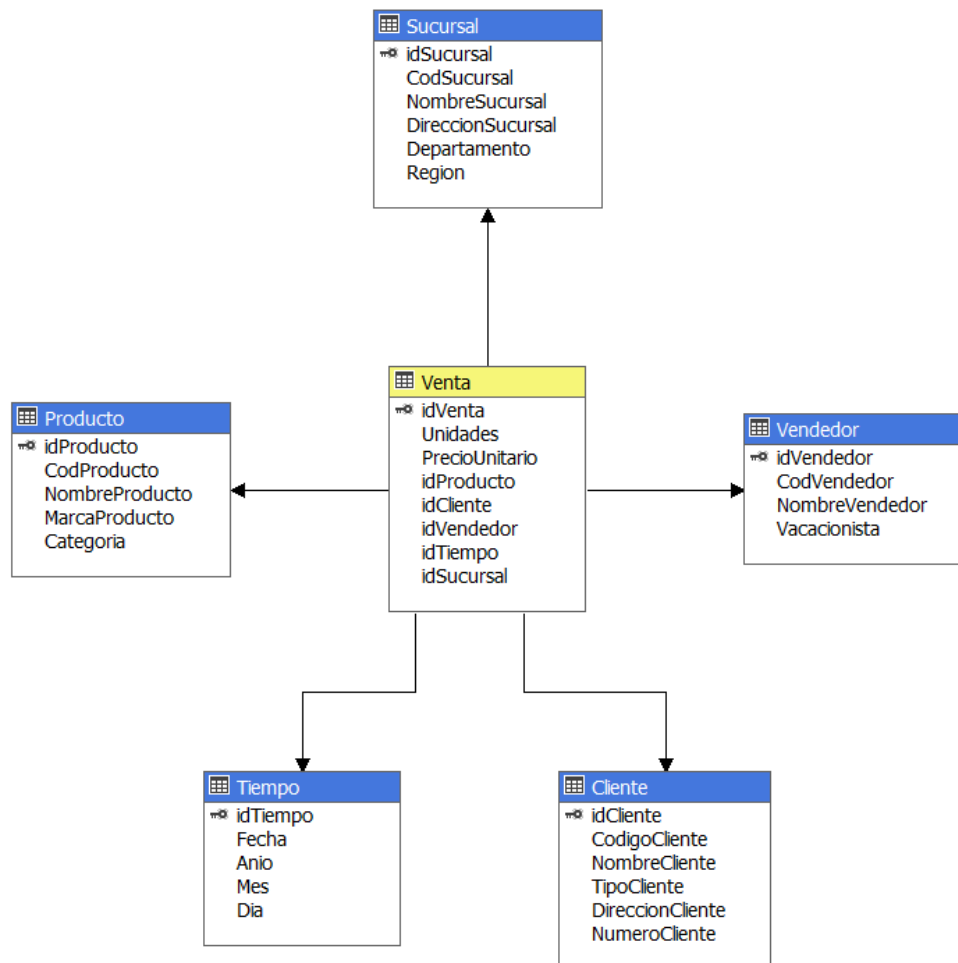 Sucursal
idSucursal
CodSucursal
NombreSucursal
DireccionSucursal
Departamento
Region
Venta
idVenta
Unidades
PrecioUnitario
idProducto
idCliente
idVendedor
idTiempo
idSucursal
Producto
idProducto
CodProducto
NombreProducto
MarcaProducto
Categoria
Vendedor
idVendedor
CodVendedor
NombreVendedor
Vacacionista
Tiempo
idTiempo
Fecha
Anio
Mes
Dia
Cliente
idCliente
CodigoCliente
NombreCliente
TipoCliente
DireccionCliente
NumeroCliente